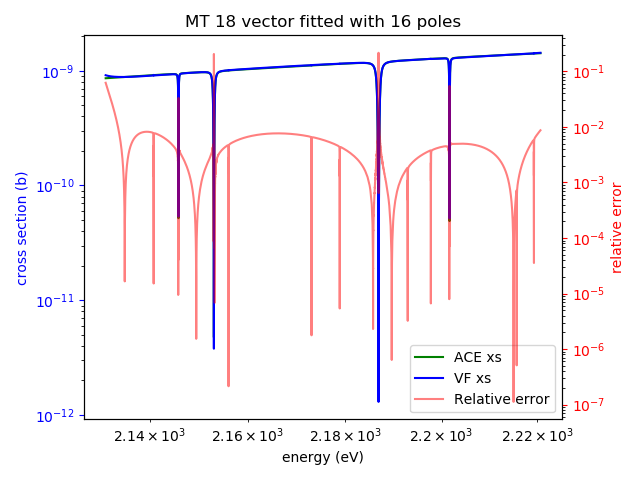 MT 18 vector fitted with 16 poles
cross section (b)
10⁻⁹
10⁻¹⁰
10⁻¹¹
10⁻¹²
10⁻¹
10⁻²
10⁻³
10⁻⁴
10⁻⁵
10⁻⁶
10⁻⁷
relative error
ACE xs
VF xs
Relative error
2.14 × 10³ 2.16 × 10³ 2.18 × 10³ 2.2 × 10³ 2.22 × 10³
energy (eV)